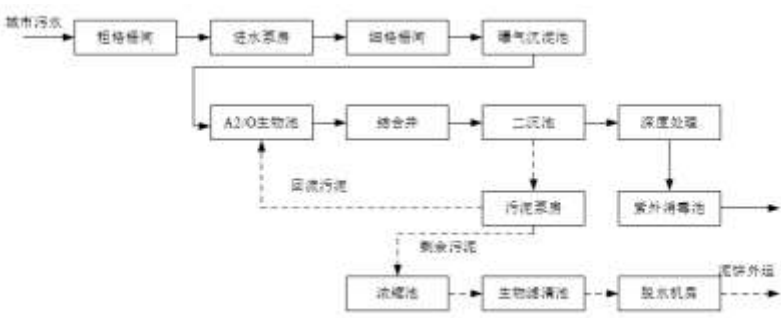 城市污水
粗格栅间
进水泵房
细格栅间
曝气沉淀池
A2/O生物池
结合井
二沉池
深度处理
回流污泥
污泥泵房
紫外消毒池
剩余污泥
泥饼外运
浓缩池
生物滤清池
脱水机房